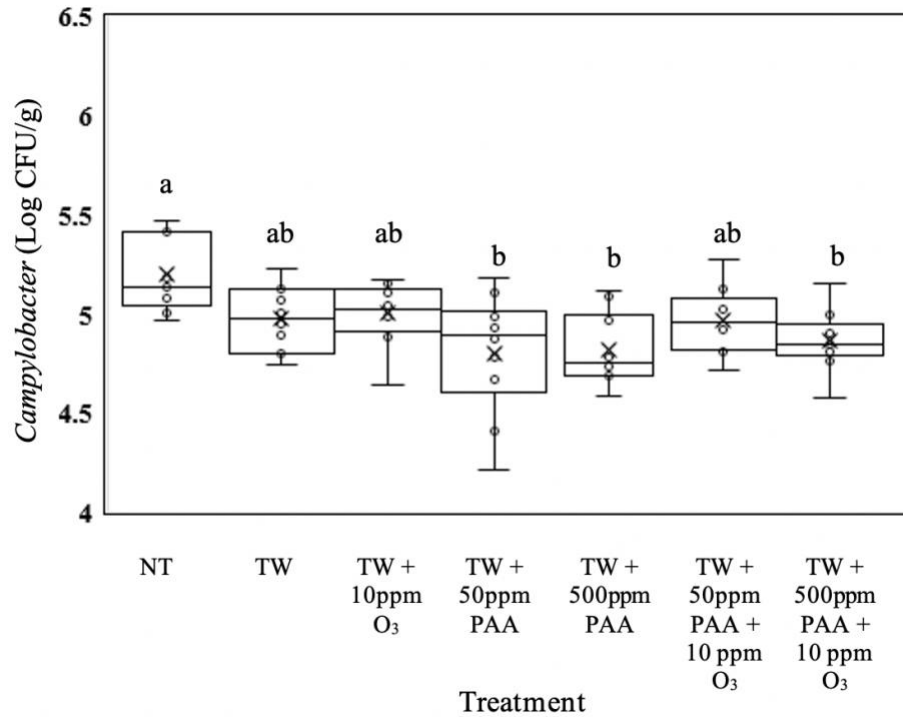 6.5
6
5.5
5
4.5
4
Campylobacter (Log CFU/g)
a
ab
ab
b
b
ab
b
NT
TW
TW +
10ppm
O₃
TW +
50ppm
PAA
TW +
500ppm
PAA
TW +
50ppm
PAA +
10 ppm
O₃
TW +
500ppm
PAA +
10 ppm
O₃
Treatment